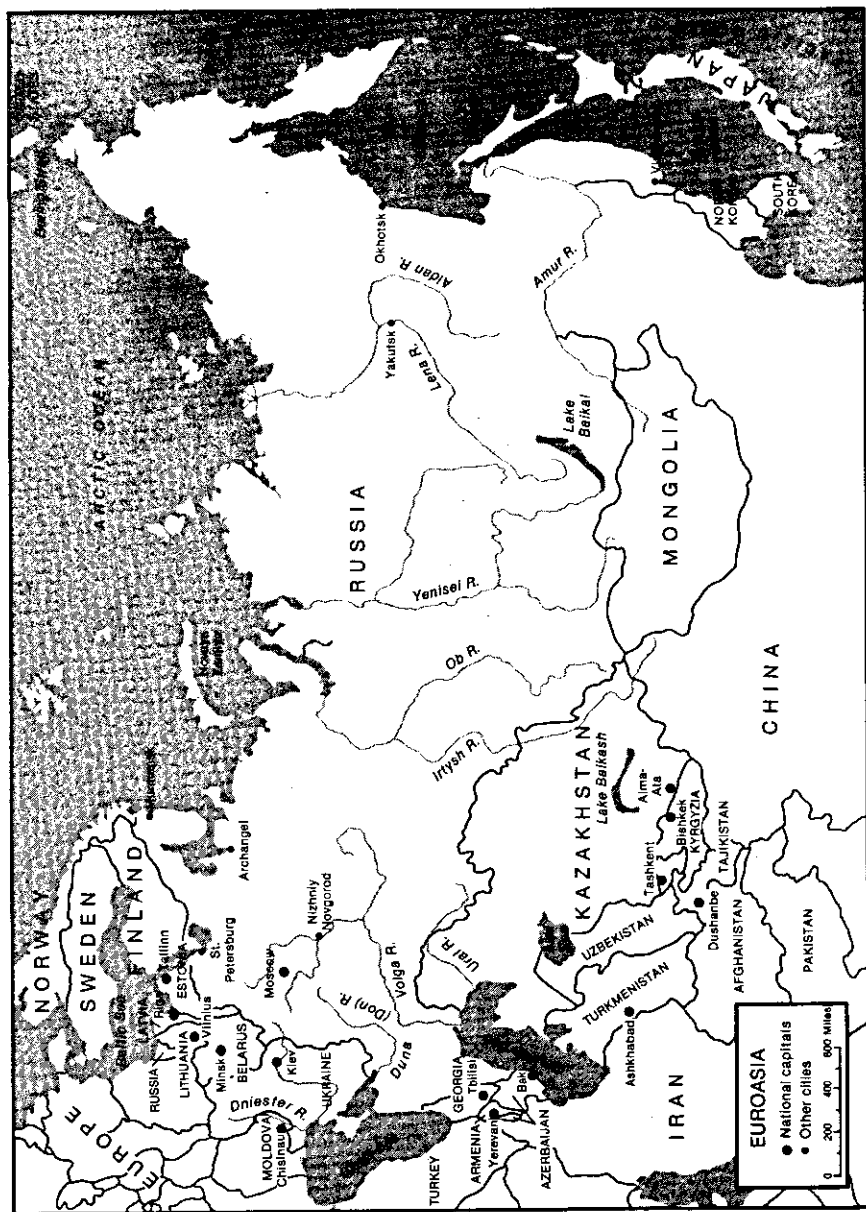 NORWAY
SWEDEN
FINLAND
ARCTIC OCEAN
Baltic Sea
Tallinn
ESTONIA
LATVIA
LITHUANIA
Vilnius
RUSSIA
Minsk
BELARUS
EUROPE
St.
Petersburg
Archangel
Moscow
Nizhniy
Novgorod
Kiev
UKRAINE
Dniester R.
MOLDOVA
Chisinau
(Don) R.
Duna
Volga R.
Ural R.
Irtysh R.
Ob R.
Yenisei R.
RUSSIA
Lena R.
Yakutsk
Aldan R.
Okhotsk
Amur R.
Lake
Baikal
MONGOLIA
CHINA
JAPAN
SOUTH
KOREA
KAZAKHSTAN
Lake Balkash
Alma-
Ata
Bishkek
KYRGYZIA
Tashkent
TAJIKISTAN
Dushanbe
UZBEKISTAN
TURKMENISTAN
Ashkhabad
AFGHANISTAN
PAKISTAN
IRAN
GEORGIA
Tbilisi
ARMENIA
Yerevan
AZERBAIJAN
TURKEY
EUROASIA
National capitals
Other cities
0 200 400 600 Miles